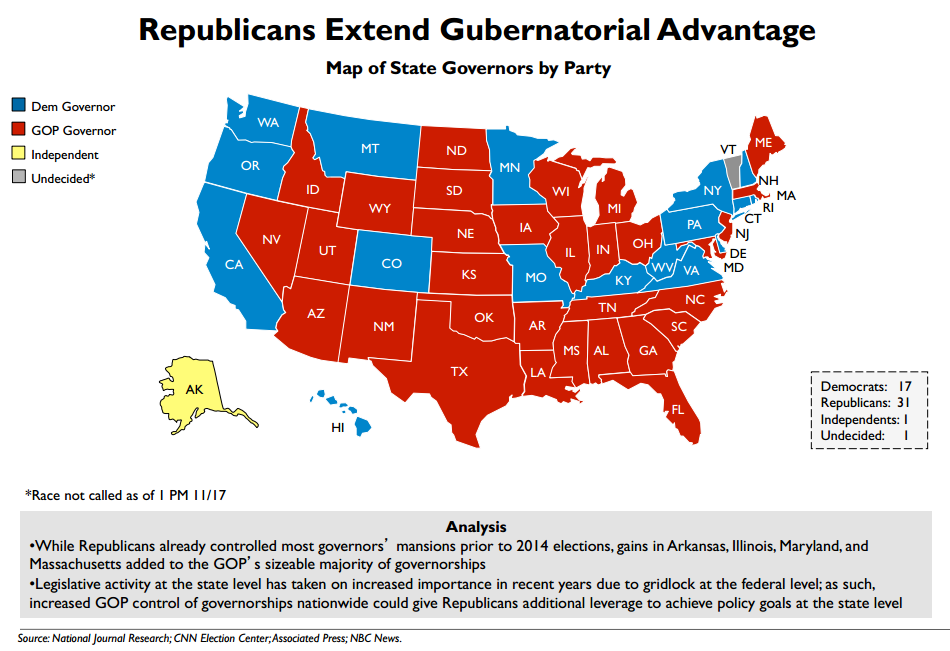 Republicans Extend Gubernatorial Advantage
Map of State Governors by Party
Dem Governor
GOP Governor
Independent
Undecided*
WA
OR
CA
MT
ID
NV
WY
UT
CO
AZ
NM
ND
SD
NE
KS
OK
TX
MN
IA
MO
AR
LA
WI
IL
MI
IN
OH
KY
TN
MS
AL
GA
FL
SC
NC
VA
WV
PA
NY
VT
ME
NH
MA
RI
CT
NJ
DE
MD
AK
HI
Democrats: 17
Republicans: 31
Independents: 1
Undecided: 1
*Race not called as of 1 PM 11/17
Analysis
•While Republicans already controlled most governors’ mansions prior to 2014 elections, gains in Arkansas, Illinois, Maryland, and
Massachusetts added to the GOP’s sizeable majority of governorships
•Legislative activity at the state level has taken on increased importance in recent years due to gridlock at the federal level; as such,
increased GOP control of governorships nationwide could give Republicans additional leverage to achieve policy goals at the state level
Source: National Journal Research; CNN Election Center; Associated Press; NBC News.